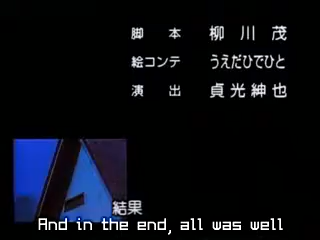 脚本 柳川茂
絵コンテ うえだひでひと
演出 貞光紳也
結果
And in the end, all was well